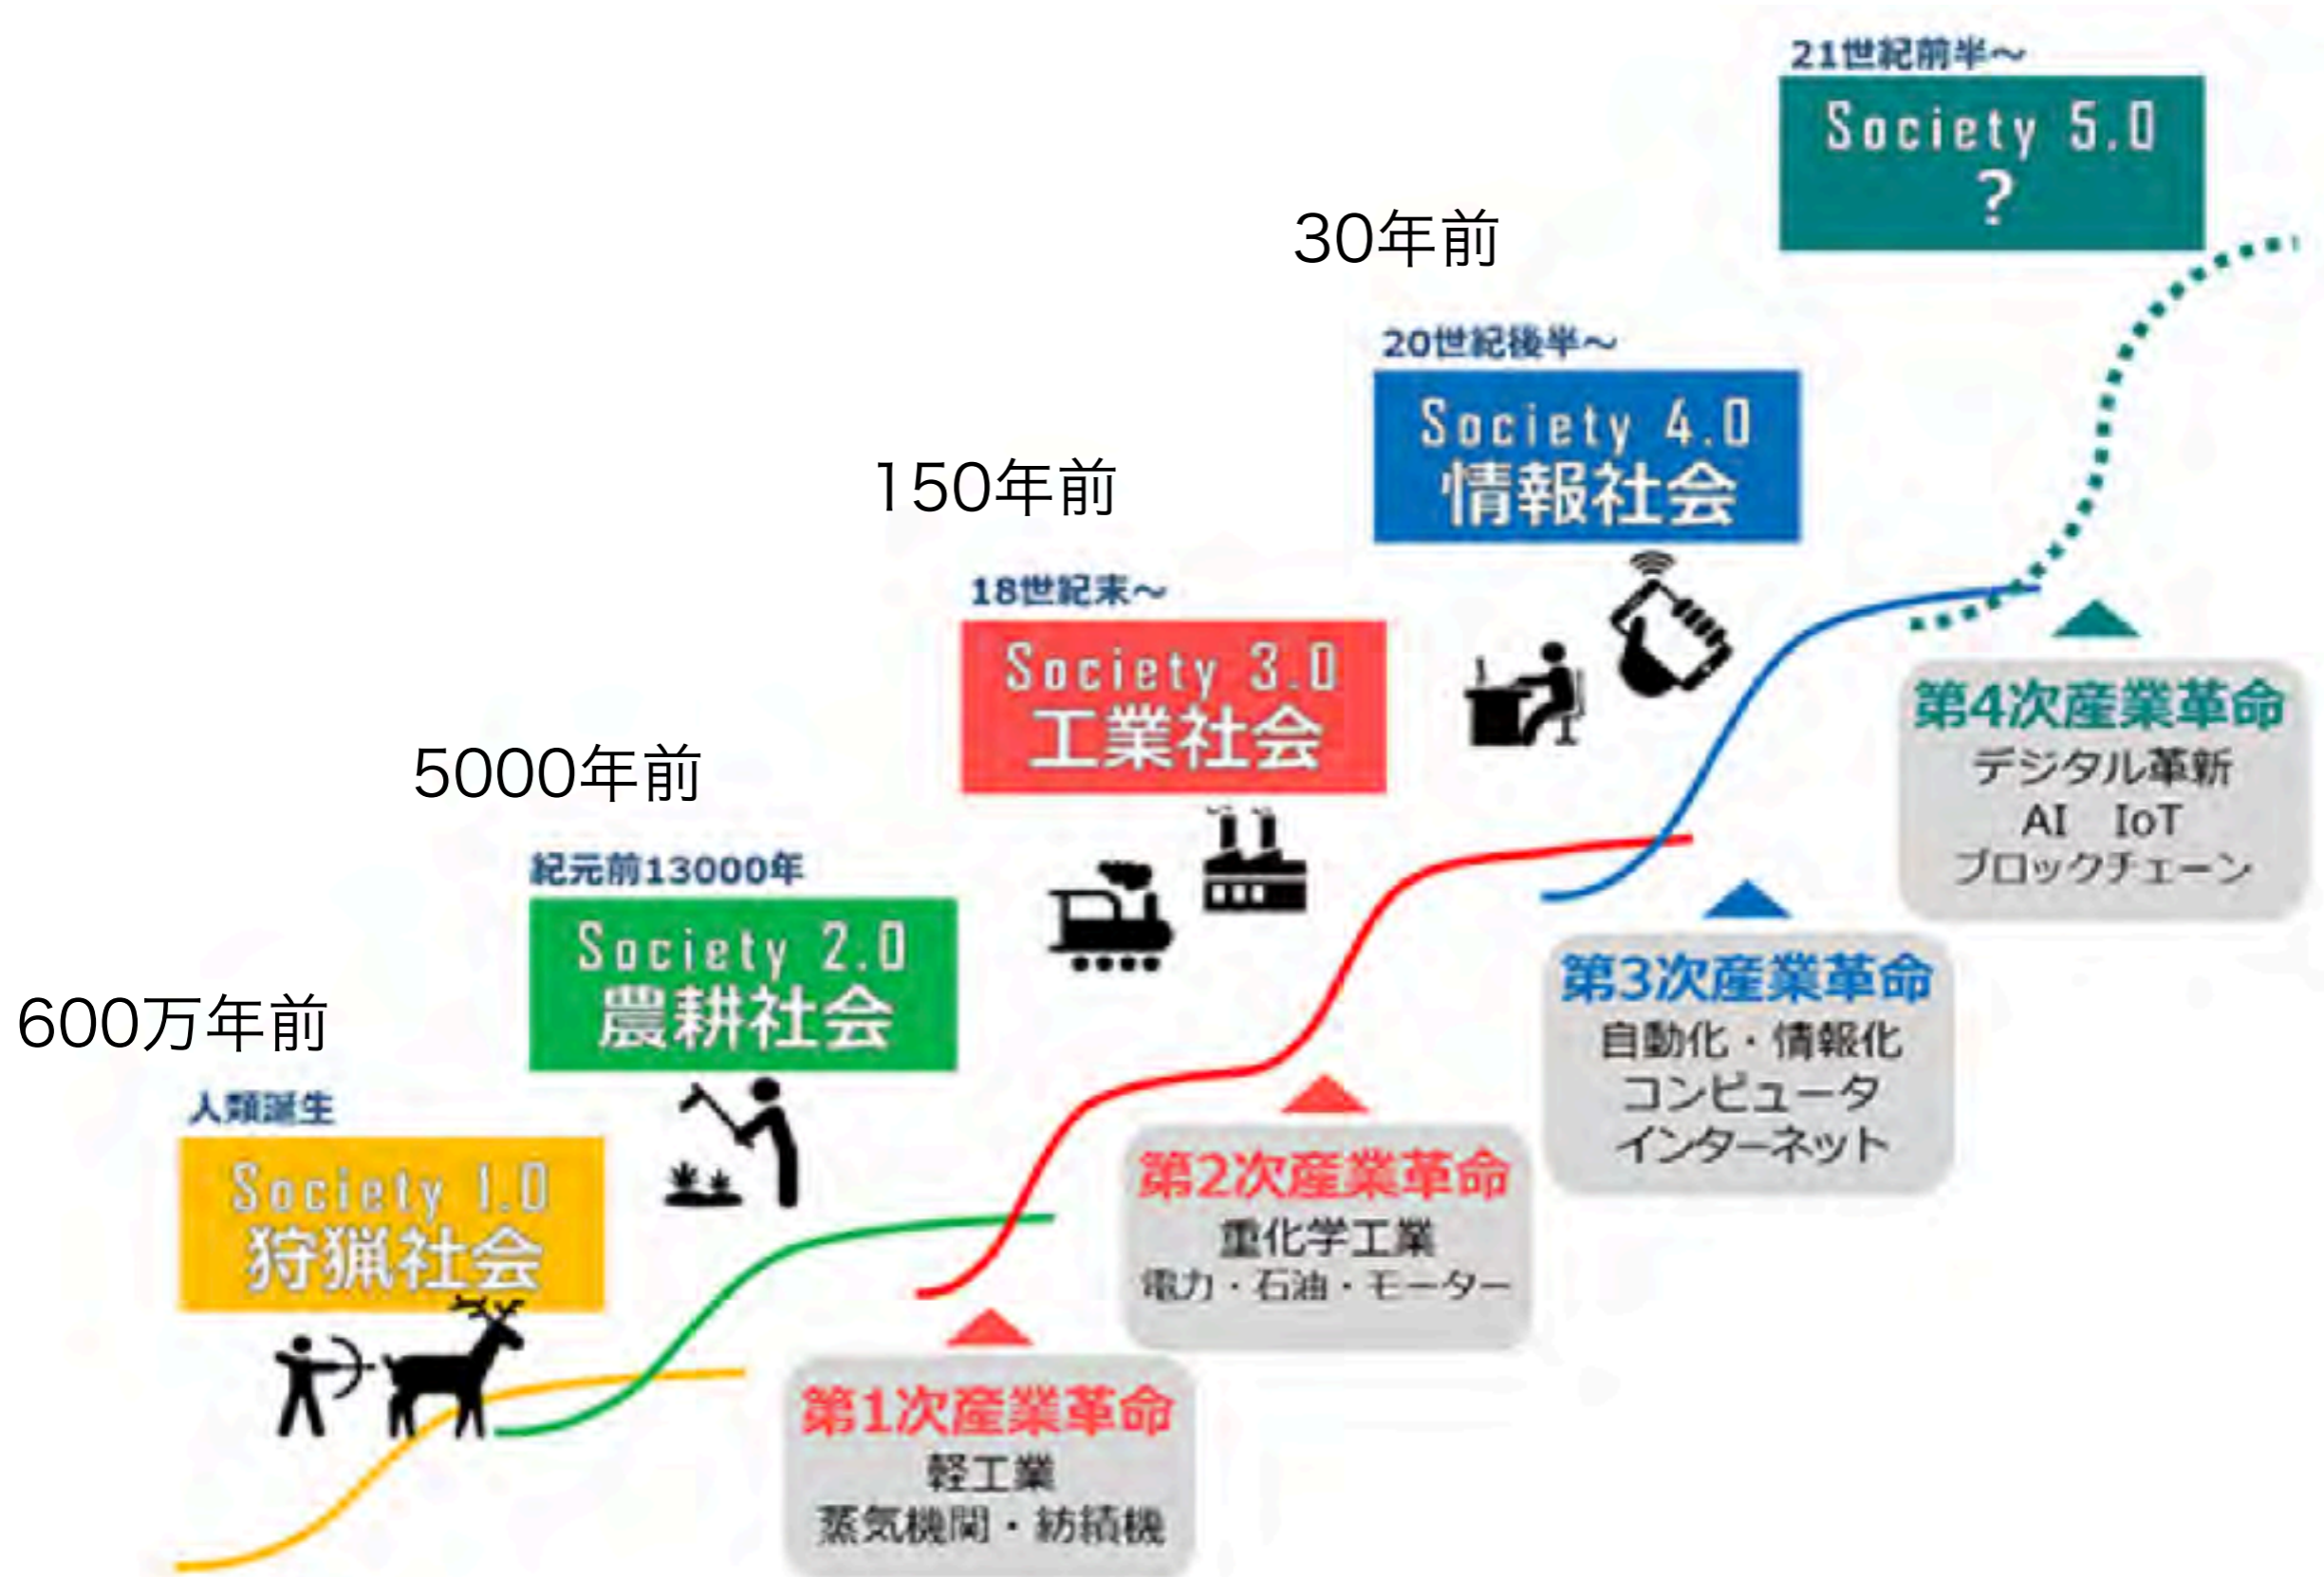 21世紀前半～
Society 5.0
?
30年前
20世紀後半～
Society 4.0
情報社会
150年前
18世紀末～
Society 3.0
工業社会
5000年前
紀元前13000年
Society 2.0
農耕社会
600万年前
人類誕生
Society 1.0
狩猟社会
第4次産業革命
デジタル革新
AI　IoT
ブロックチェーン
第3次産業革命
自動化・情報化
コンピュータ
インターネット
第2次産業革命
重化学工業
電力・石油・モーター
第1次産業革命
軽工業
蒸気機関・紡績機